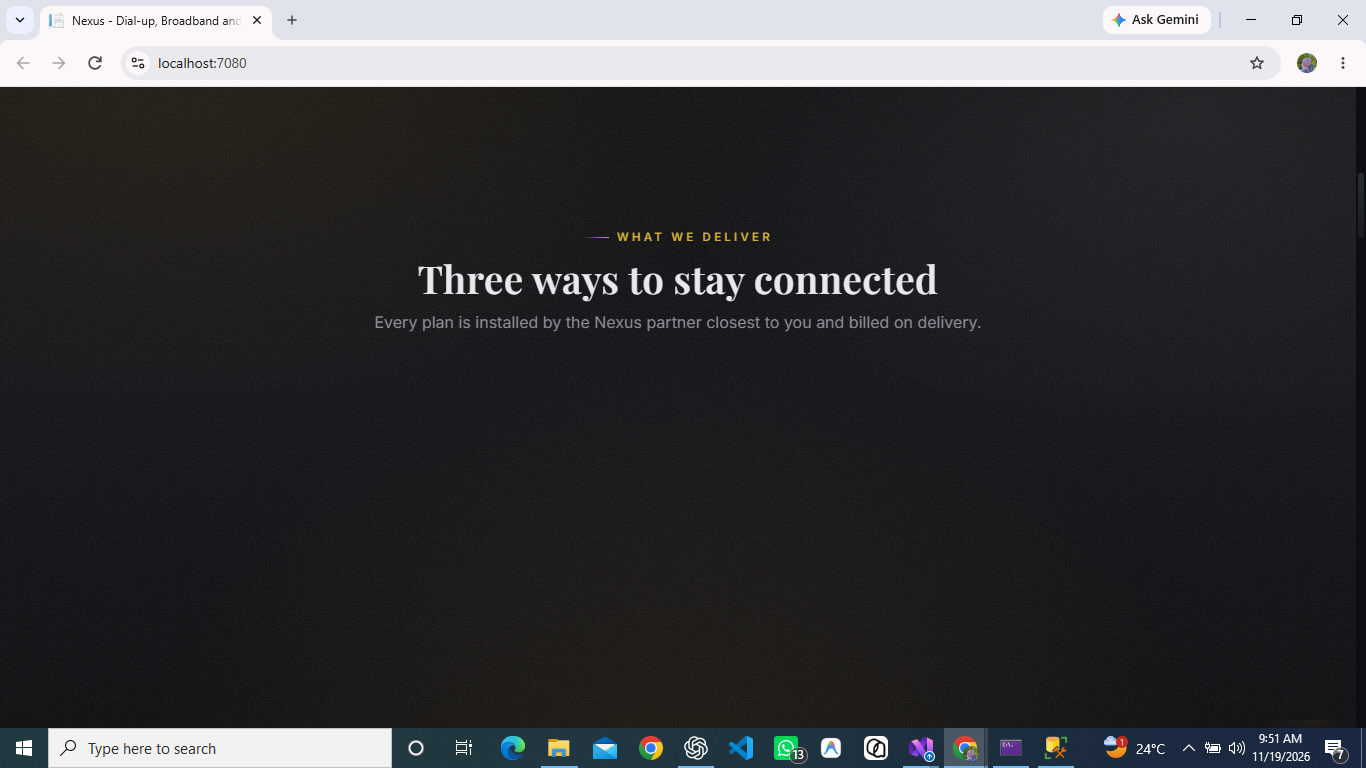 Nexus - Dial-up, Broadband and
Ask Gemini
localhost:7080
WHAT WE DELIVER
Three ways to stay connected
Every plan is installed by the Nexus partner closest to you and billed on delivery.
Type here to search
13
1
24°C
9:51 AM
11/19/2026
7